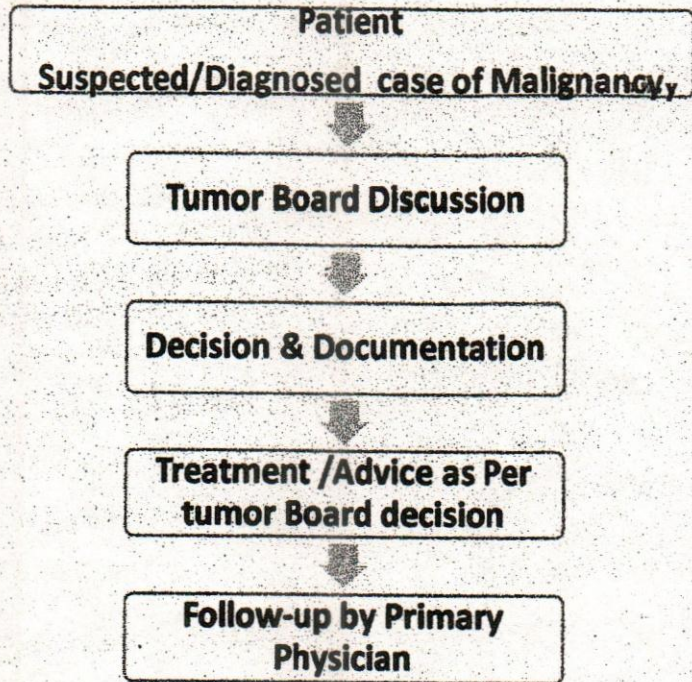 Patient
Suspected/Diagnosed case of Malignancy,
Tumor Board Discussion
Decision & Documentation
Treatment /Advice as Per
tumor Board decision
Follow-up by Primary
Physician